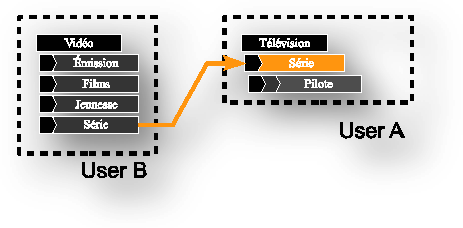 Vidéo
Émission
Films
Jeunesse
Série
User B
Télévision
Série
Pilote
User A